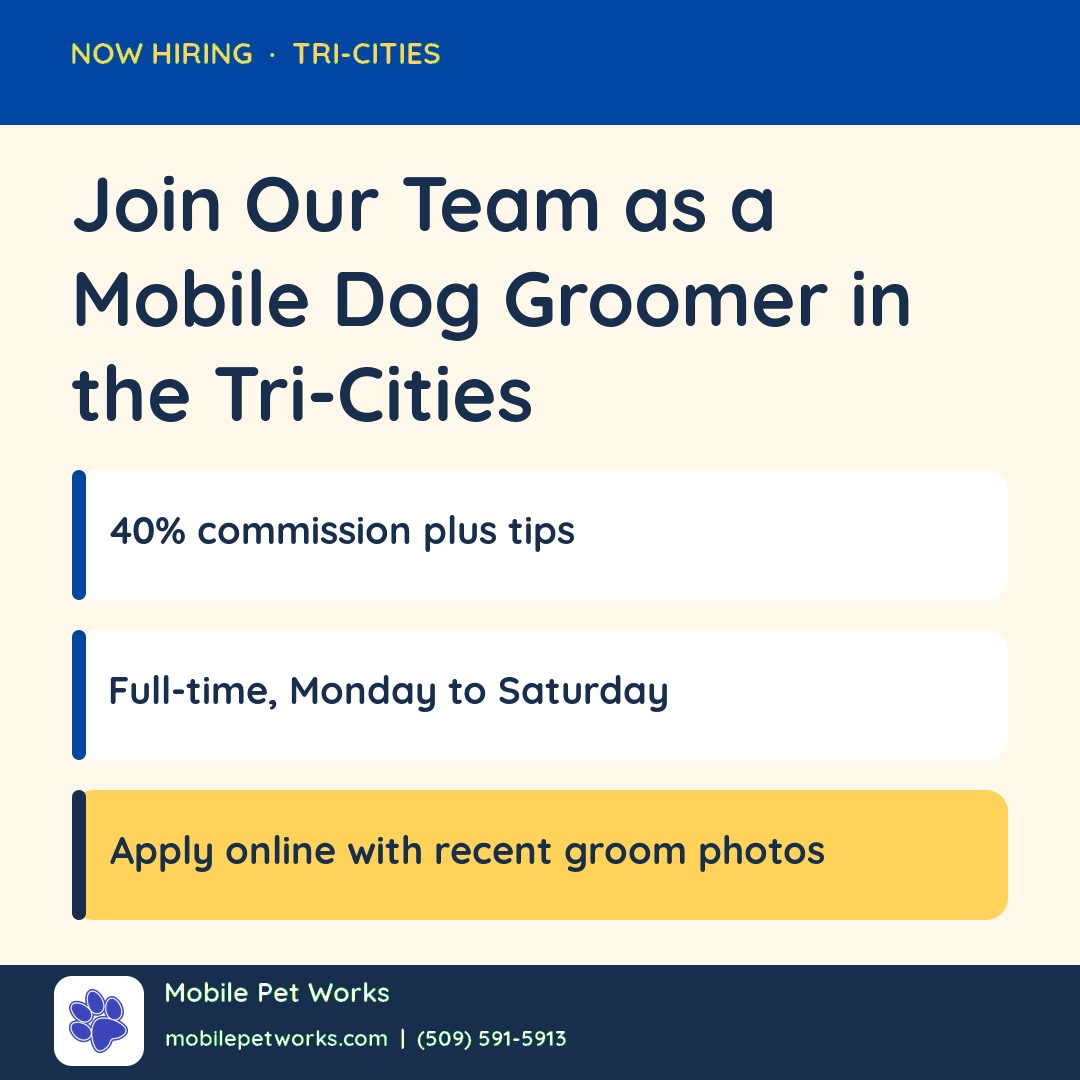 NOW HIRING · TRI-CITIES
Join Our Team as a
Mobile Dog Groomer in
the Tri-Cities
40% commission plus tips
Full-time, Monday to Saturday
Apply online with recent groom photos
Mobile Pet Works
mobilepetworks.com | (509) 591-5913